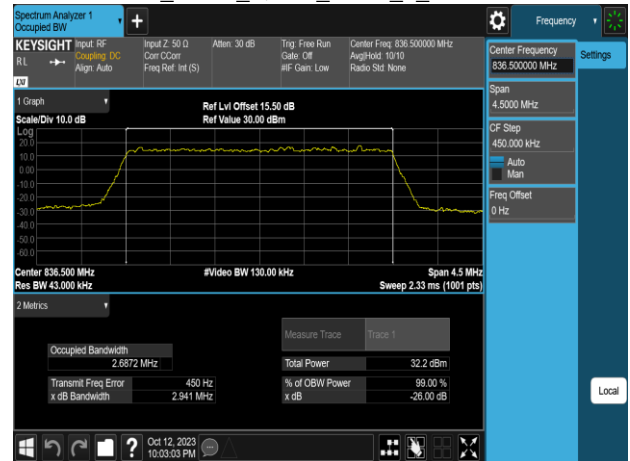 Spectrum Analyzer 1
Occupied BW
Frequency
KEYSIGHT
RL
LXI
Input: RF
Coupling: DC
Align: Auto
Input Z: 50 Ω
Corr CCorr
Freq Ref: Int (S)
Atten: 30 dB
Trig: Free Run
Gate: Off
#IF Gain: Low
Center Freq: 836.500000 MHz
Avg|Hold: 10/10
Radio Std: None
Center Frequency
836.500000 MHz
Settings
Span
4.5000 MHz
CF Step
450.000 kHz
Auto
Man
Freq Offset
0 Hz
1 Graph
Scale/Div 10.0 dB
Ref Lvl Offset 15.50 dB
Ref Value 30.00 dBm
Log
20.0
10.0
0.00
-10.0
-20.0
-30.0
-40.0
-50.0
-60.0
Center 836.500 MHz
#Video BW 130.00 kHz
Span 4.5 MHz
Res BW 43.000 kHz
Sweep 2.33 ms (1001 pts)
2 Metrics
Measure Trace
Trace 1
Occupied Bandwidth
2.6872 MHz
Total Power
32.2 dBm
Transmit Freq Error
450 Hz
% of OBW Power
99.00 %
x dB Bandwidth
2.941 MHz
x dB
-26.00 dB
Local
?
Oct 12, 2023
10:03:03 PM